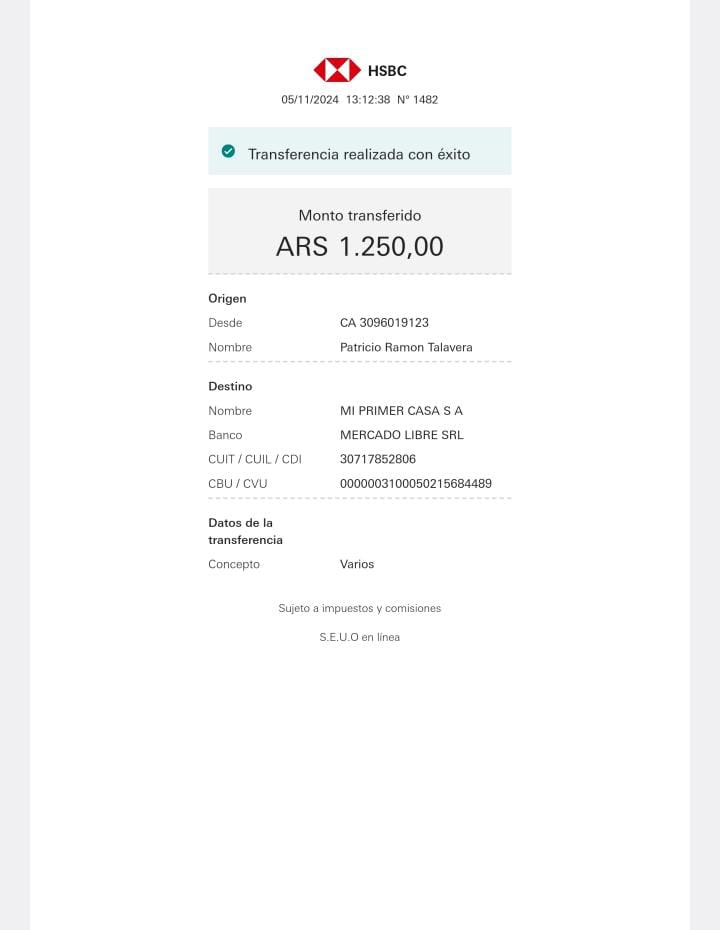 HSBC
05/11/2024 13:12:38 N° 1482
Transferencia realizada con éxito
Monto transferido
ARS 1.250,00
Origen
Desde CA 3096019123
Nombre Patricio Ramon Talavera
Destino
Nombre MI PRIMER CASA S A
Banco MERCADO LIBRE SRL
CUIT / CUIL / CDI 30717852806
CBU / CVU 0000003100050215684489
Datos de la
transferencia
Concepto Varios
Sujeto a impuestos y comisiones
S.E.U.O en línea